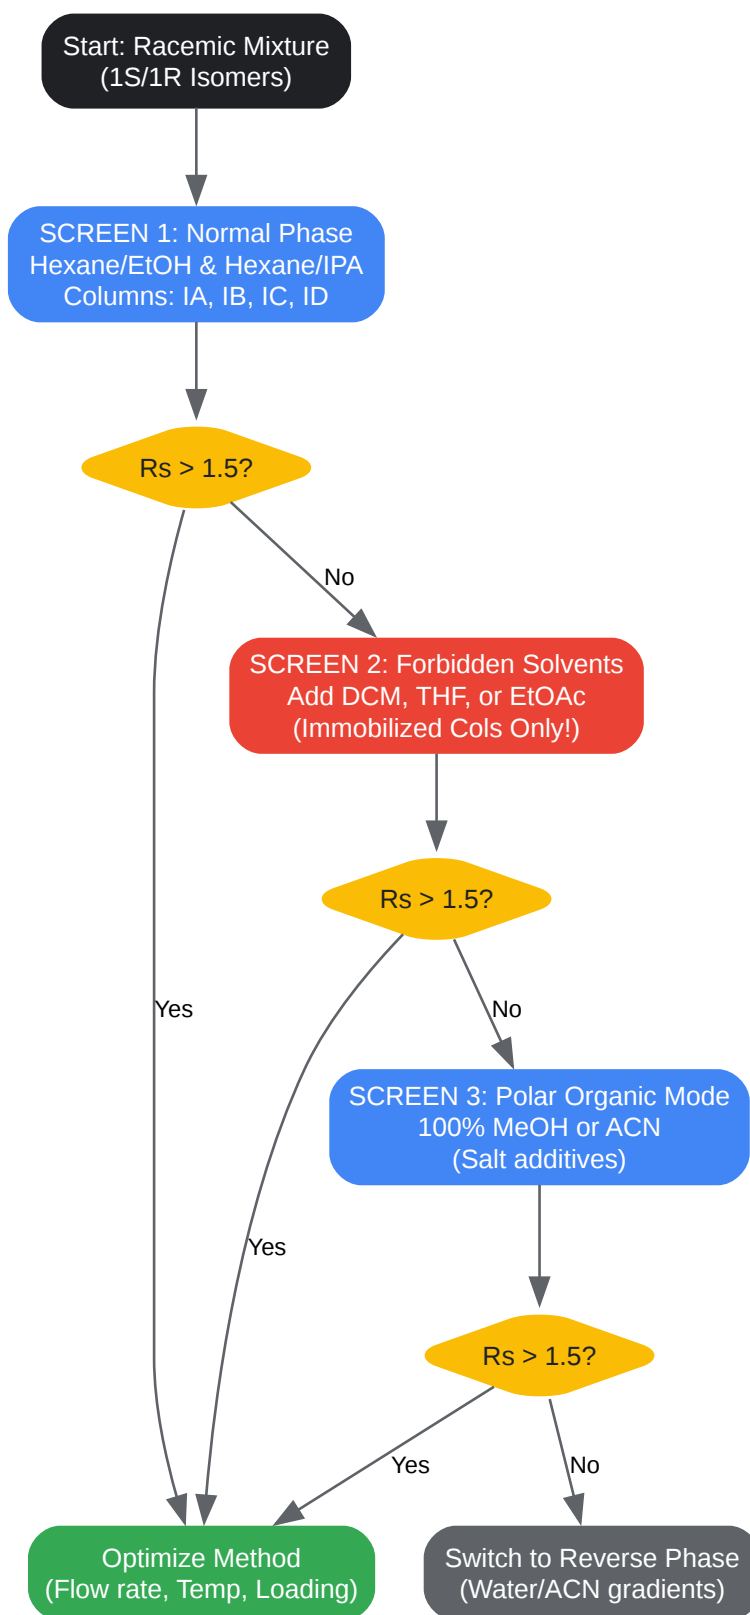 Start: Racemic Mixture
(1S/1R Isomers)
SCREEN 1: Normal Phase
Hexane/EtOH & Hexane/IPA
Columns: IA, IB, IC, ID
Rs > 1.5?
No
SCREEN 2: Forbidden Solvents
Add DCM, THF, or EtOAc
(Immobilized Cols Only!)
Rs > 1.5?
Yes
No
SCREEN 3: Polar Organic Mode
100% MeOH or ACN
(Salt additives)
Yes
Rs > 1.5?
Yes
No
Optimize Method
(Flow rate, Temp, Loading)
Switch to Reverse Phase
(Water/ACN gradients)